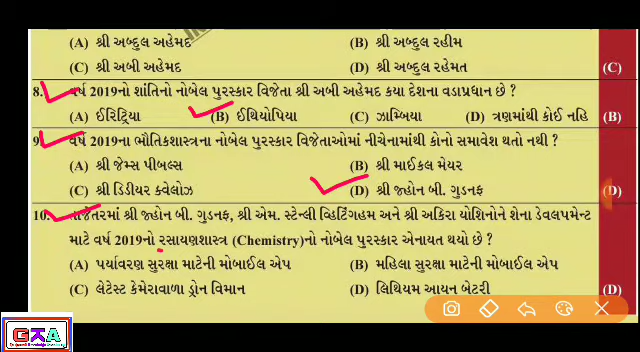 (A) શ્રી અબ્દુલ અહેમદ (B) શ્રી અબ્દુલ રહીમ
(C) શ્રી અબી અહેમદ (D) શ્રી અબ્દુલ રહેમત (C)
8. વર્ષ 2019નો શાંતિનો નોબેલ પુરસ્કાર વિજેતા શ્રી અબી અહેમદ કયા દેશના વડાપ્રધાન છે ?
(A) ઈરિટ્રિયા (B) ઈથિયોપિયા (C) ઝામ્બિયા (D) ત્રણમાંથી કોઈ નહિ (B)
9. વર્ષ 2019ના ભૌતિકશાસ્ત્રના નોબેલ પુરસ્કાર વિજેતાઓમાં નીચેનામાંથી કોનો સમાવેશ થતો નથી ?
(A) શ્રી જેમ્સ પીબલ્સ (B) શ્રી માઈકલ મેયર
(C) શ્રી ડિડીયર ક્વેલોઝ (D) શ્રી જ્હોન બી. ગુડનફ (D)
10. તાજેતરમાં શ્રી જ્હોન બી. ગુડનફ, શ્રી એમ. સ્ટેન્લી વ્હિટિંગહમ અને શ્રી અકિરા યોશિનોને શેના ડેવલપમેન્ટ
માટે વર્ષ 2019નો રસાયણશાસ્ત્ર (Chemistry)નો નોબેલ પુરસ્કાર એનાયત થયો છે ?
(A) પર્યાવરણ સુરક્ષા માટેની મોબાઈલ એપ (B) મહિલા સુરક્ષા માટેની મોબાઈલ એપ
(C) લેટેસ્ટ કેમેરાવાળા ડ્રોન વિમાન (D) લિથિયમ આયન બેટરી (D)
GKA